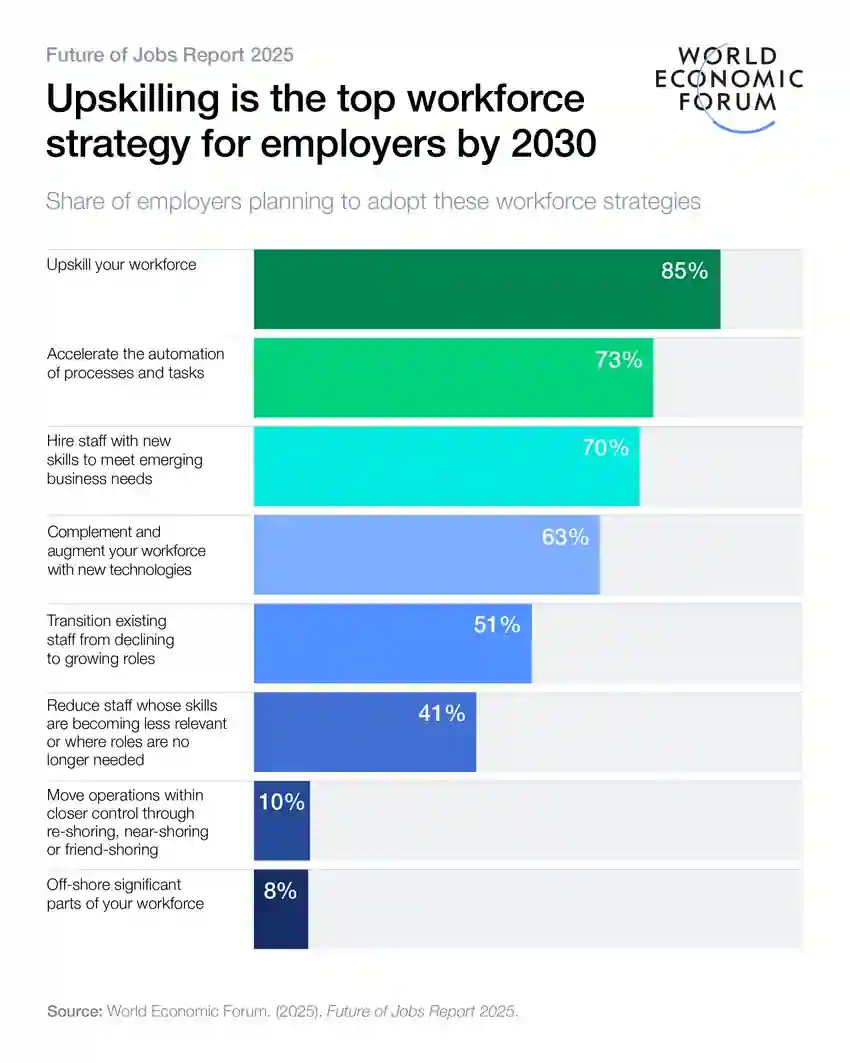 Future of Jobs Report 2025
WORLD
ECONOMIC
FORUM
Upskilling is the top workforce
strategy for employers by 2030
Share of employers planning to adopt these workforce strategies
Upskill your workforce
85%
Accelerate the automation
of processes and tasks
73%
Hire staff with new
skills to meet emerging
business needs
70%
Complement and
augment your workforce
with new technologies
63%
Transition existing
staff from declining
to growing roles
51%
Reduce staff whose skills
are becoming less relevant
or where roles are no
longer needed
41%
Move operations within
closer control through
re-shoring, near-shoring
or friend-shoring
10%
Off-shore significant
parts of your workforce
8%
Source: World Economic Forum. (2025). Future of Jobs Report 2025.